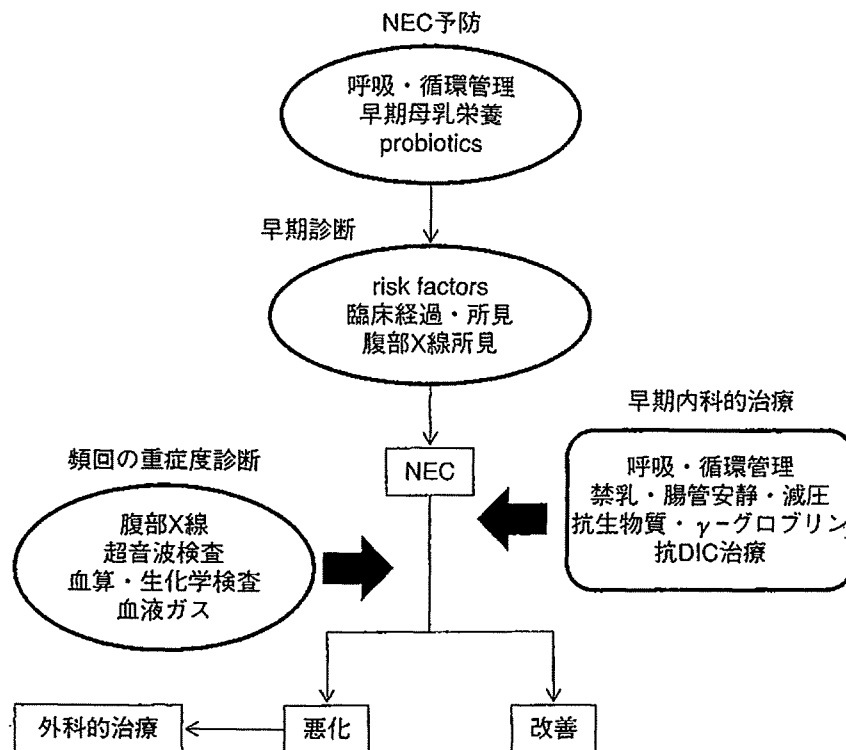 NEC予防
呼吸・循環管理
早期母乳栄養
probiotics
早期診断
risk factors
臨床経過・所見
腹部X線所見
早期内科的治療
頻回の重症度診断
NEC
呼吸・循環管理
禁乳・腸管安静・減圧
抗生物質・γ-グロブリン
抗DIC治療
腹部X線
超音波検査
血算・生化学検査
血液ガス
外科的治療
悪化
改善